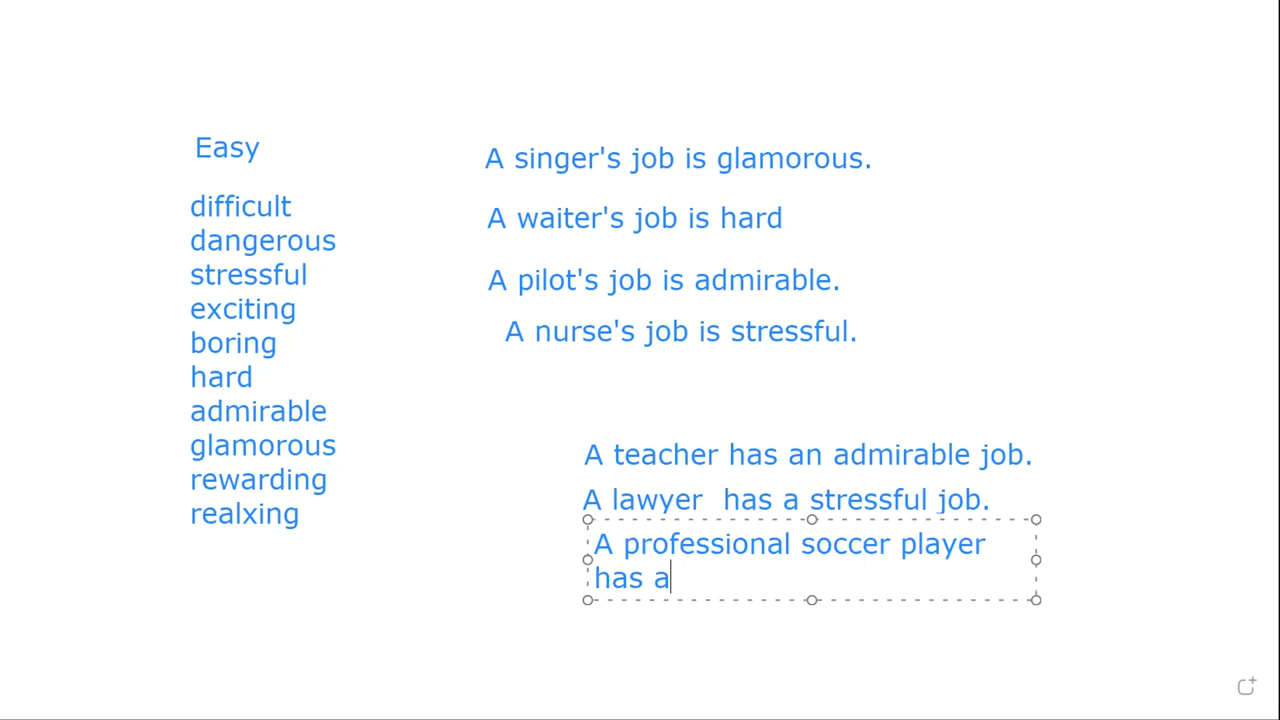 Easy
difficult
dangerous
stressful
exciting
boring
hard
admirable
glamorous
rewarding
realxing
A singer's job is glamorous.
A waiter's job is hard
A pilot's job is admirable.
A nurse's job is stressful.
A teacher has an admirable job.
A lawyer  has a stressful job.
A professional soccer player
has a